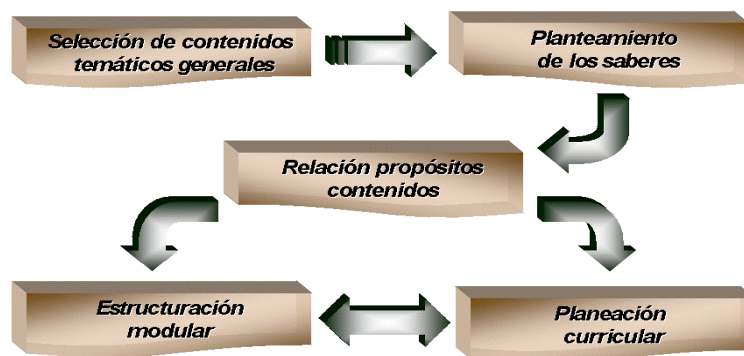 Selección de contenidos
temáticos generales
Planteamiento
de los saberes
Relación propósitos
contenidos
Estructuración
modular
Planeación
curricular